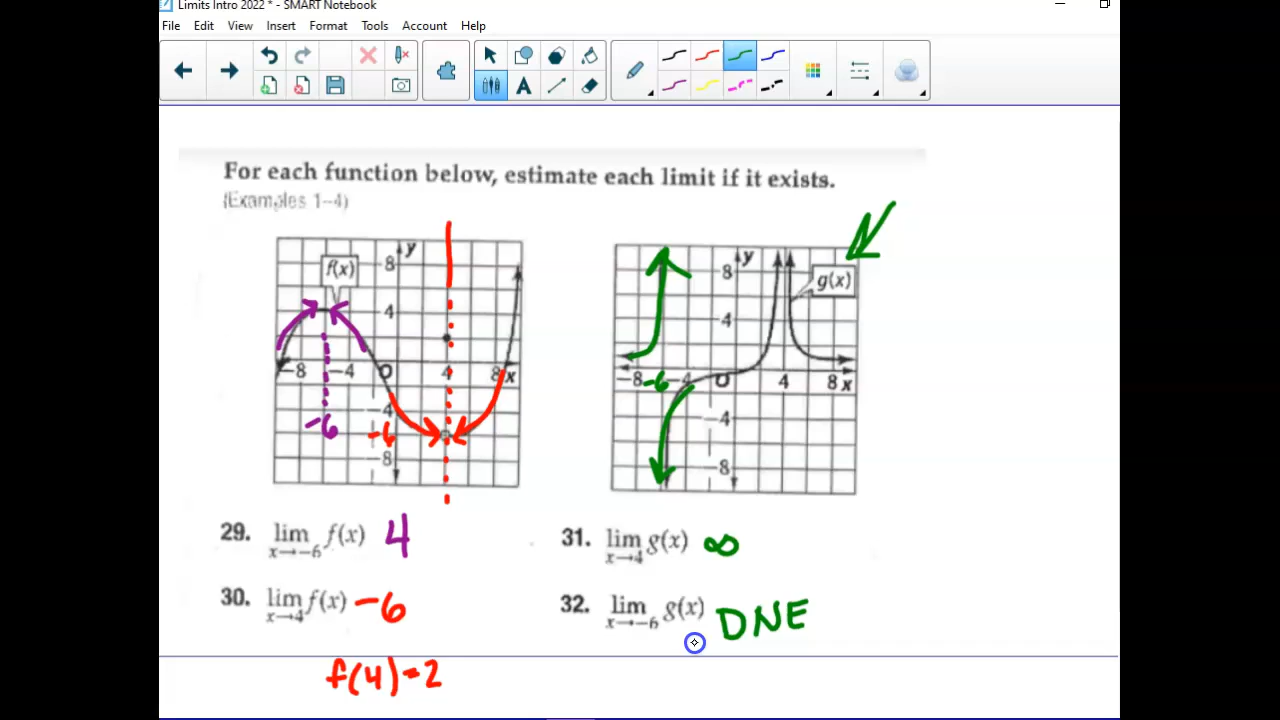 Limits Intro 2022 * - SMART Notebook
File Edit View Insert Format Tools Account Help
For each function below, estimate each limit if it exists.
(Examples 1–4)
y
f(x)
8
4
-8 -4 O 4 8 x
-4
-6
-8
-6
y
g(x)
8
4
-8 -6 -4 O 4 8 x
-4
-8
29. lim f(x) 4
x→-6
30. lim f(x) -6
x→4
f(4)=2
31. lim g(x) ∞
x→4
32. lim g(x) DNE
x→-6